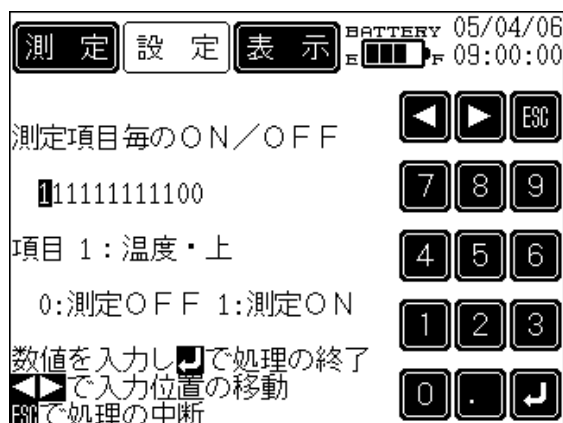 測 定 設 定 表 示 BATTERY 05/04/06
E F 09:00:00
◀ ▶ ESC
測定項目毎のＯＮ／ＯＦＦ
111111111100
7 8 9
項目 1：温度・上
4 5 6
0:測定ＯＦＦ 1:測定ＯＮ
1 2 3
数値を入力し↵で処理の終了
◀▶で入力位置の移動
ESCで処理の中断
0 . ↵